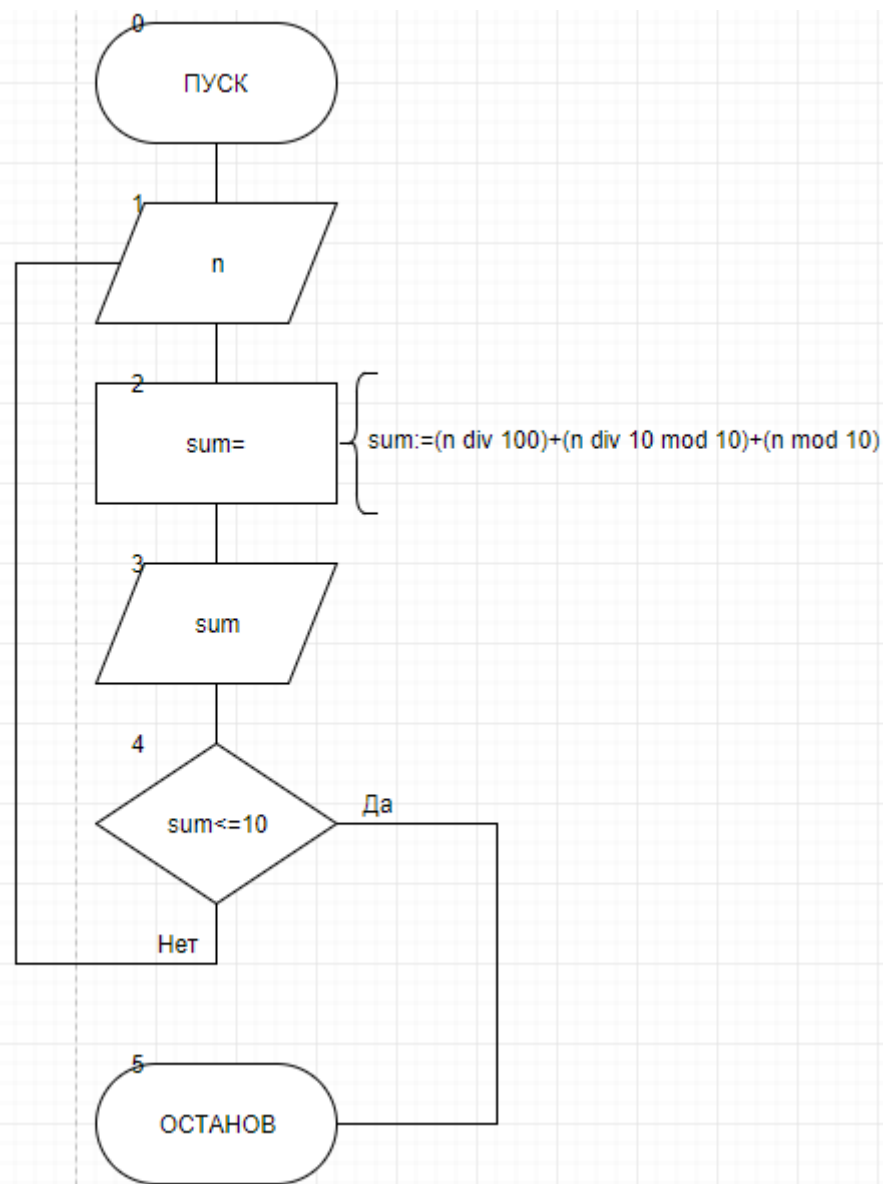 0
ПУСК
1
n
2
sum=
sum:=(n div 100)+(n div 10 mod 10)+(n mod 10)
3
sum
4
sum<=10
Да
Нет
5
ОСТАНОВ